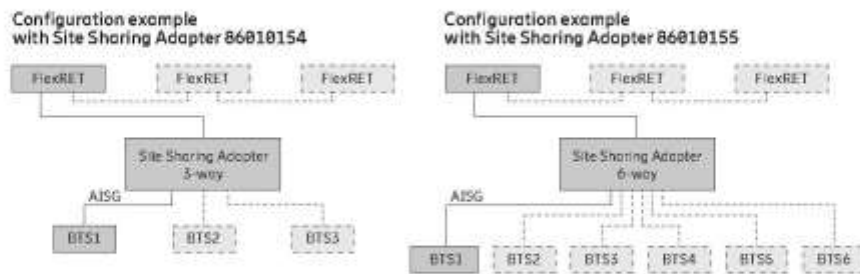 Configuration example
with Site Sharing Adapter 86010154
FlexRET
FlexRET
FlexRET
Site Sharing Adapter
3-way
AISG
BTS1
BTS2
BTS3
Configuration example
with Site Sharing Adapter 86010155
FlexRET
FlexRET
FlexRET
Site Sharing Adapter
6-way
AISG
BTS1
BTS2
BTS3
BTS4
BTS5
BTS6